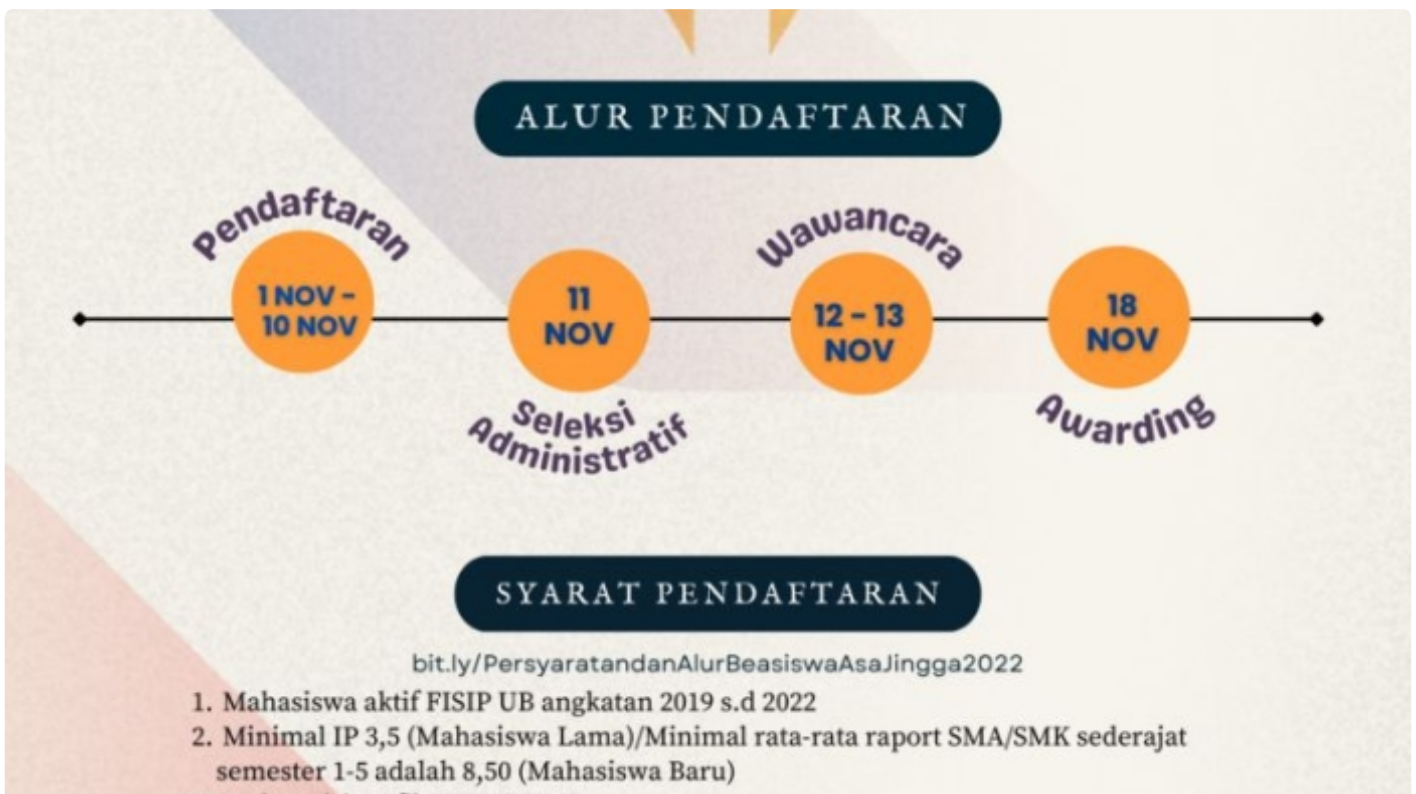 ALUR PENDAFTARAN
Pendaftaran
1 NOV -
10 NOV
11
NOV
Seleksi
Administratif
Wawancara
12 - 13
NOV
18
NOV
Awarding
SYARAT PENDAFTARAN
bit.ly/PersyaratandanAlurBeasiswaAsaJingga2022
1. Mahasiswa aktif FISIP UB angkatan 2019 s.d 2022
2. Minimal IP 3,5 (Mahasiswa Lama)/Minimal rata-rata raport SMA/SMK sederajat
semester 1-5 adalah 8,50 (Mahasiswa Baru)